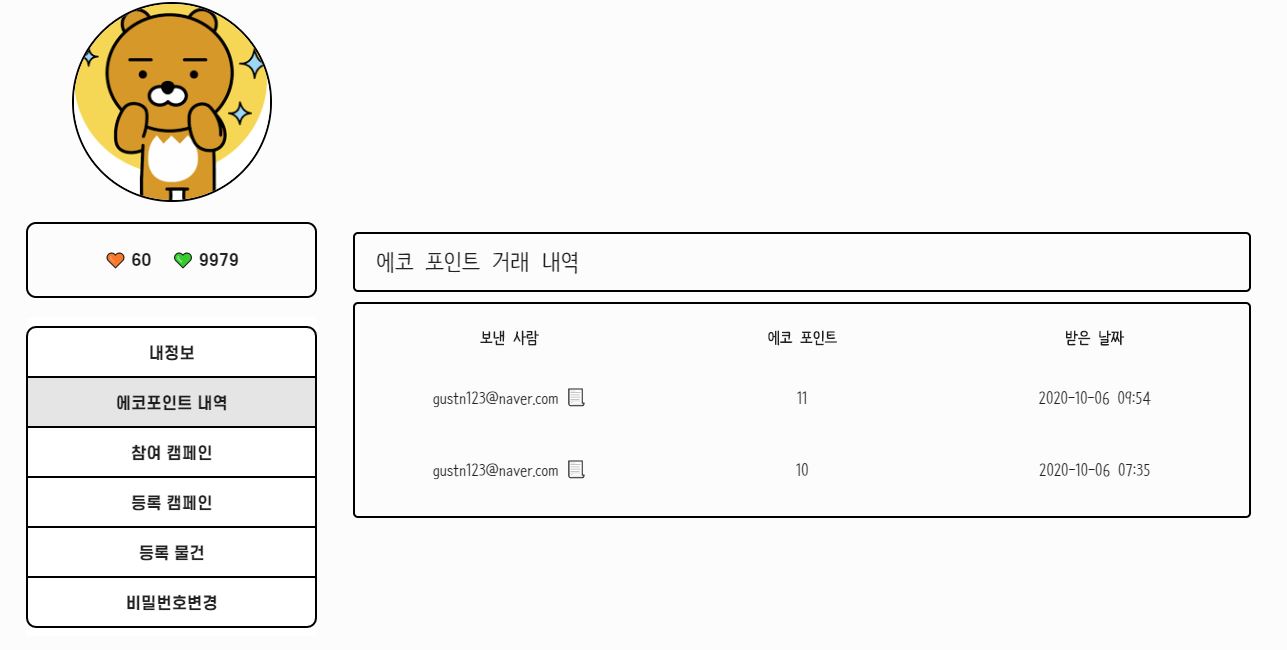 60 9979
내정보
에코포인트 내역
참여 캠페인
등록 캠페인
등록 물건
비밀번호변경
에코 포인트 거래 내역
보낸 사람 에코 포인트 받은 날짜
gustn123@naver.com 11 2020-10-06 09:54
gustn123@naver.com 10 2020-10-06 07:35